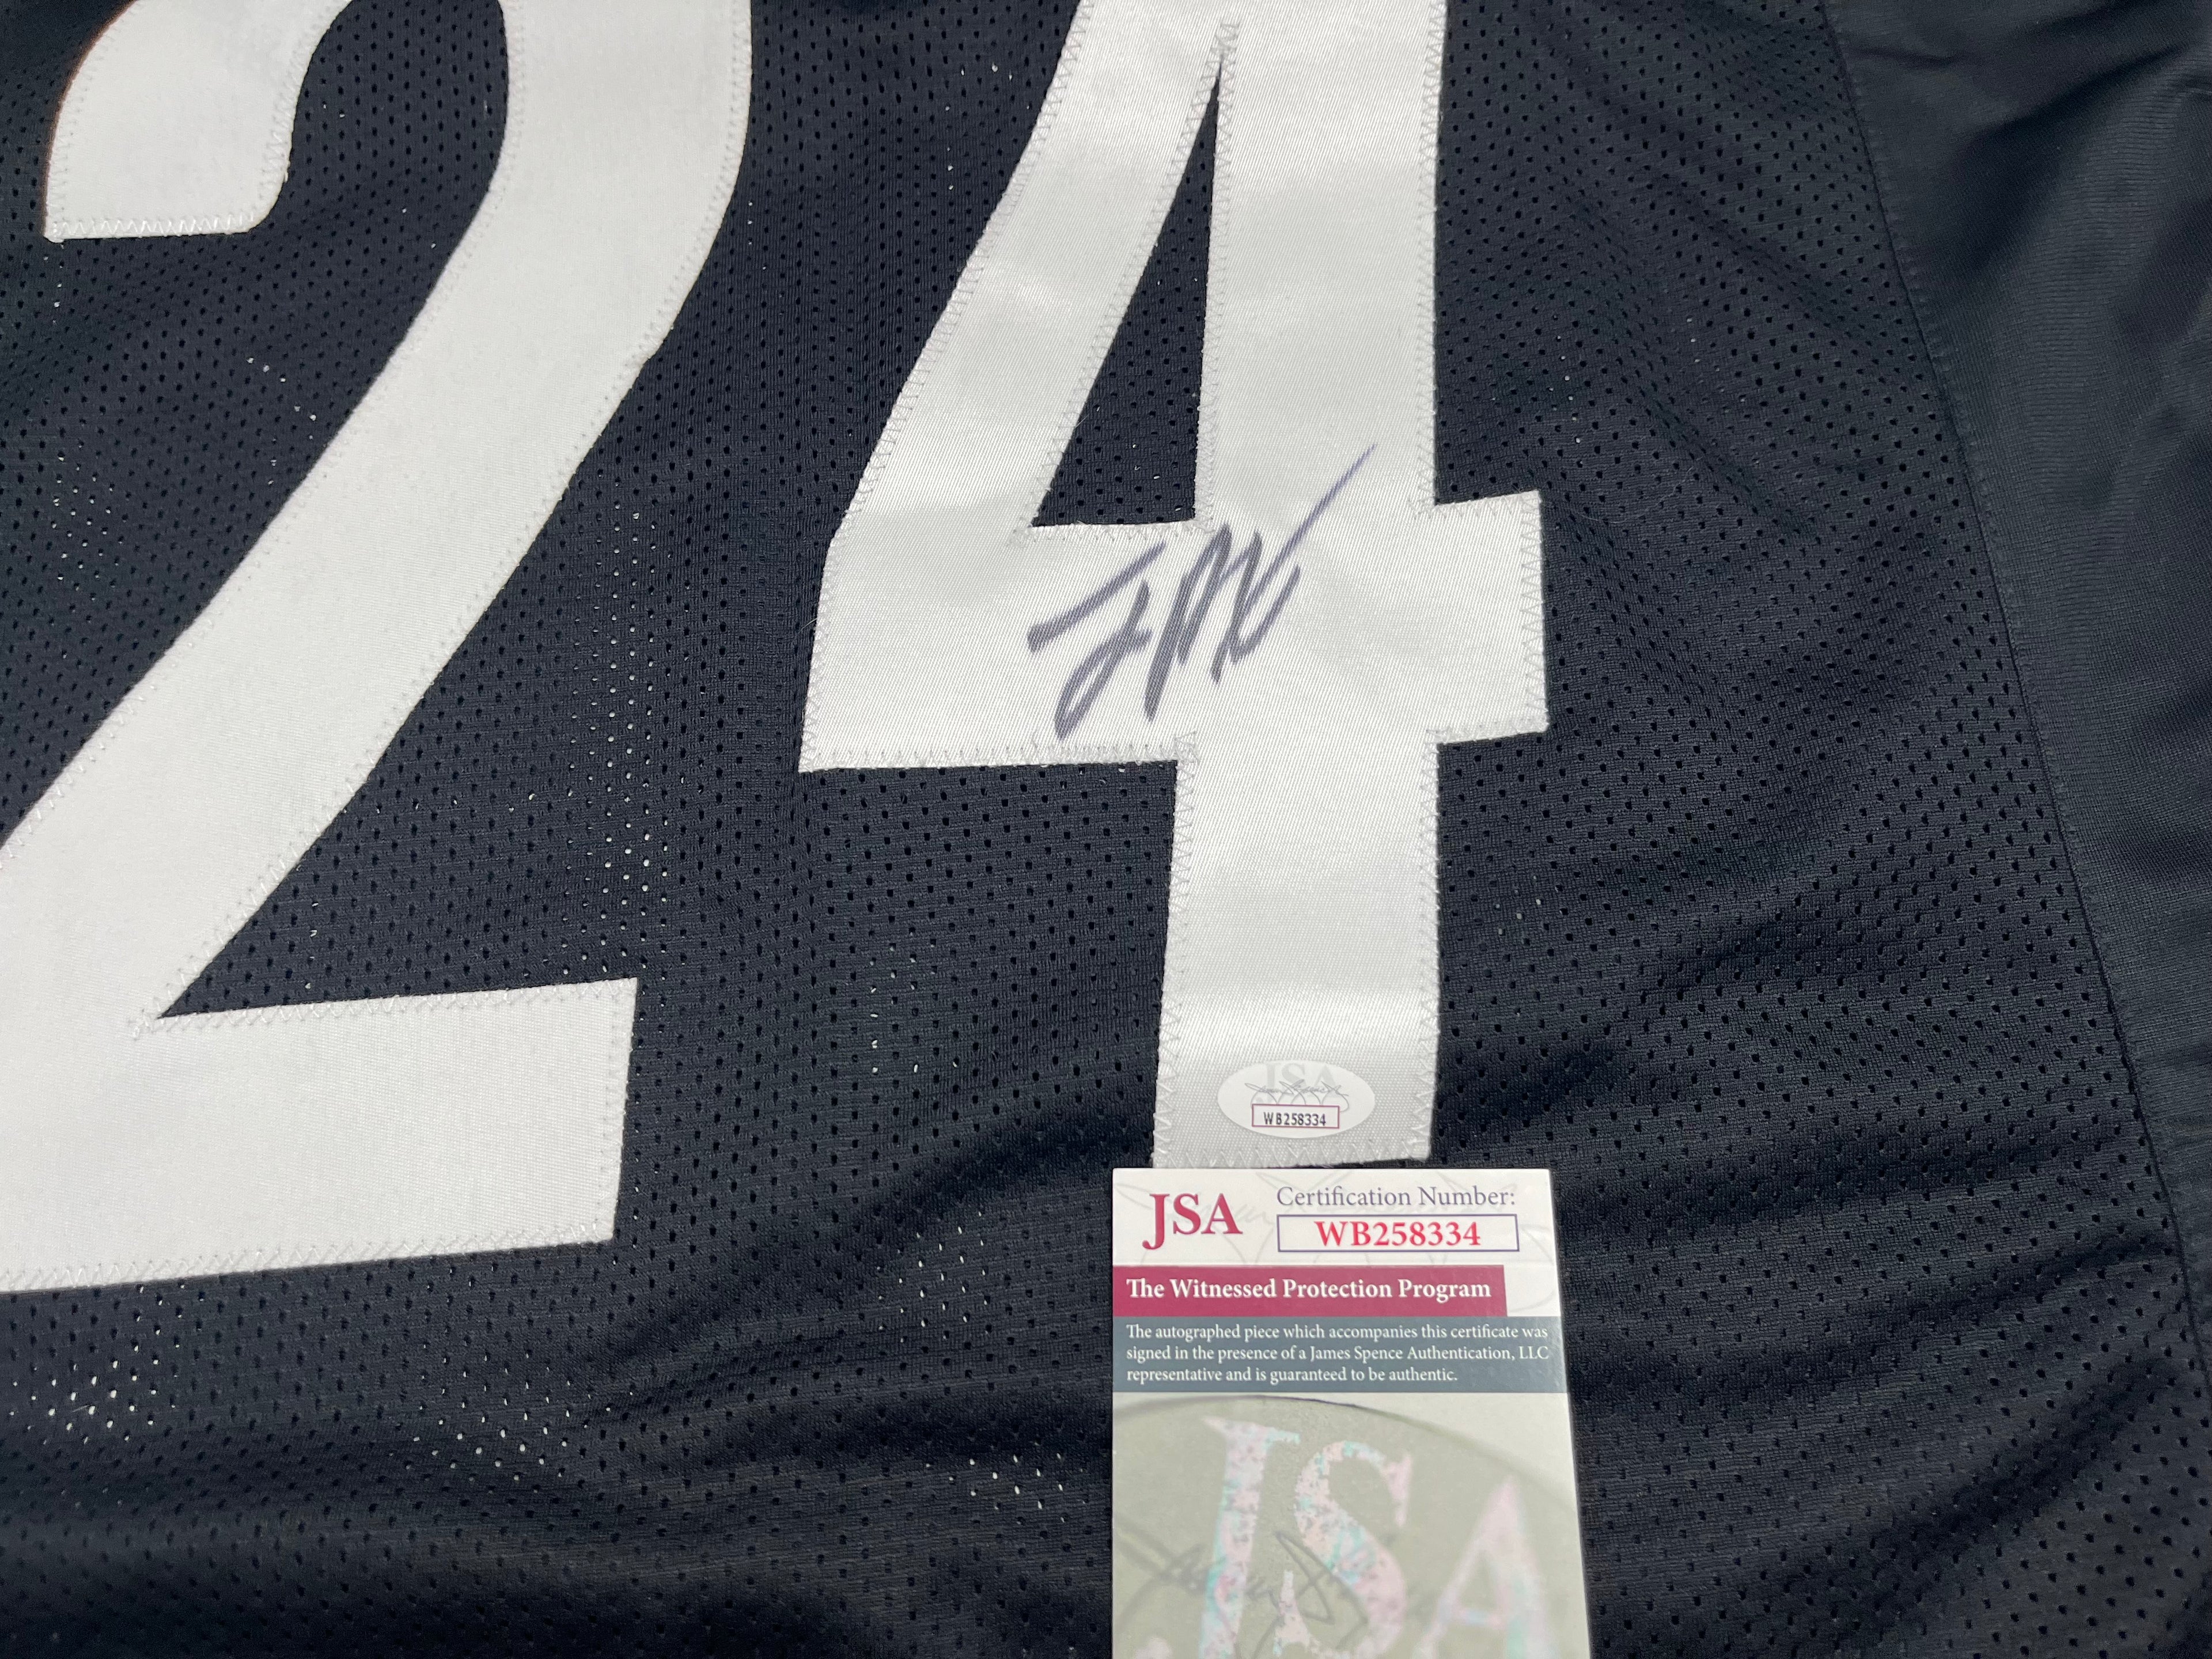 24
JSA
WB258334
JSA
Certification Number:
WB258334
The Witnessed Protection Program
The autographed piece which accompanies this certificate was
signed in the presence of a James Spence Authentication, LLC
representative and is guaranteed to be authentic.
JSA